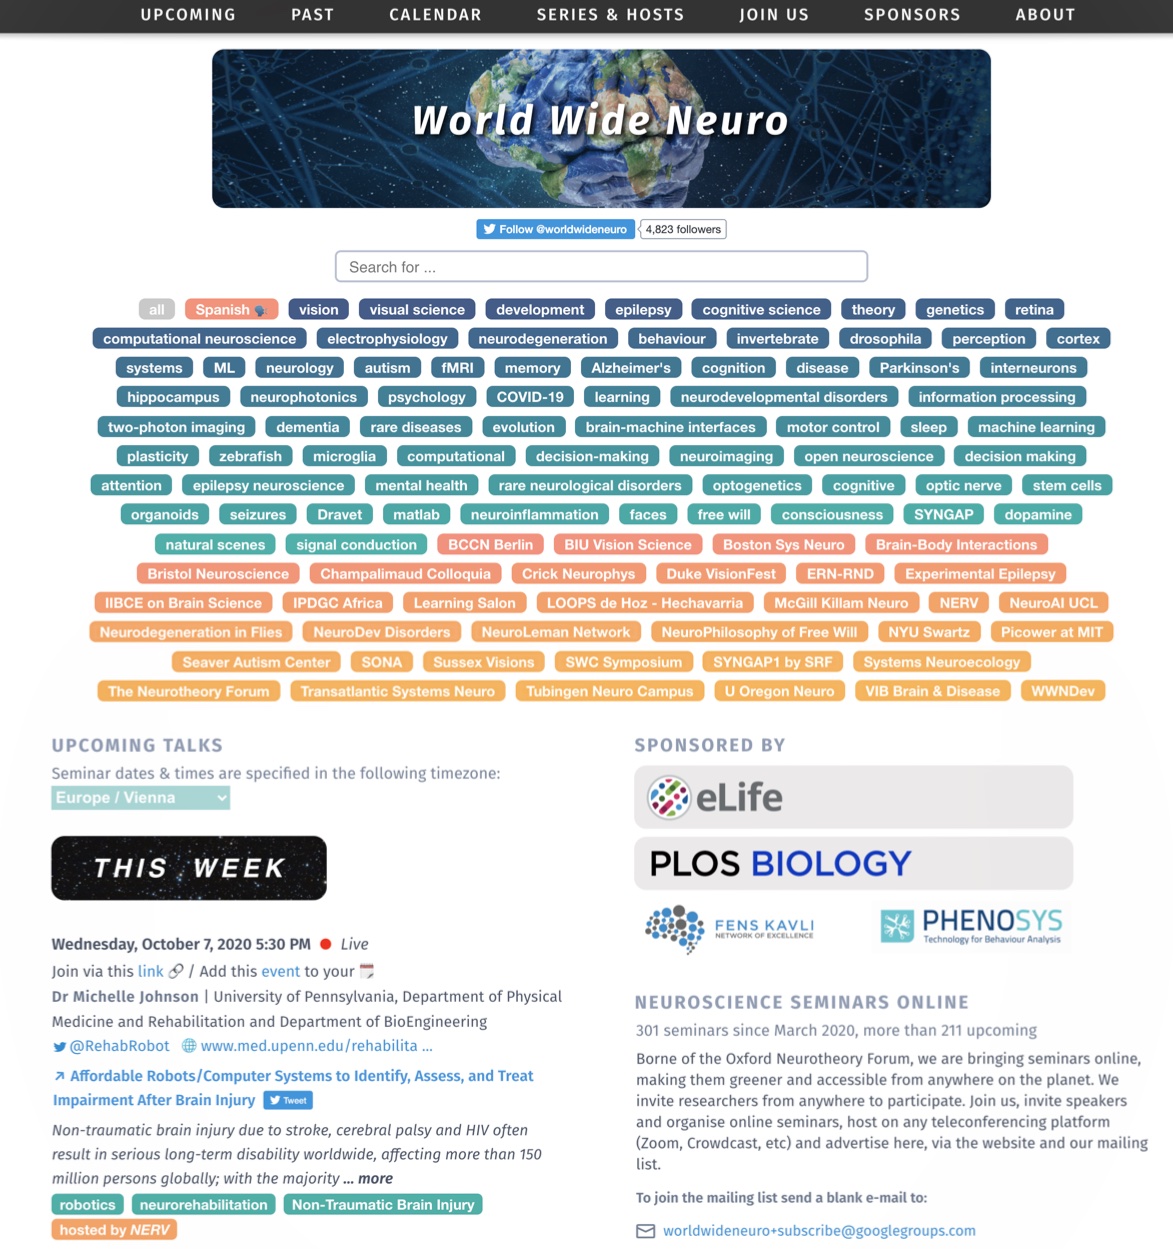 UPCOMING PAST CALENDAR SERIES & HOSTS JOIN US SPONSORS ABOUT
World Wide Neuro
Follow @worldwideneuro 4,823 followers
Search for ...
all Spanish vision visual science development epilepsy cognitive science theory genetics retina
computational neuroscience electrophysiology neurodegeneration behaviour invertebrate drosophila perception cortex
systems ML neurology autism fMRI memory Alzheimer's cognition disease Parkinson's interneurons
hippocampus neurophotonics psychology COVID-19 learning neurodevelopmental disorders information processing
two-photon imaging dementia rare diseases evolution brain-machine interfaces motor control sleep machine learning
plasticity zebrafish microglia computational decision-making neuroimaging open neuroscience decision making
attention epilepsy neuroscience mental health rare neurological disorders optogenetics cognitive optic nerve stem cells
organoids seizures Dravet matlab neuroinflammation faces free will consciousness SYNGAP dopamine
natural scenes signal conduction BCCN Berlin BIU Vision Science Boston Sys Neuro Brain-Body Interactions
Bristol Neuroscience Champalimaud Colloquia Crick Neurophys Duke VisionFest ERN-RND Experimental Epilepsy
IIBCE on Brain Science IPDGC Africa Learning Salon LOOPS de Hoz - Hechavarria McGill Killam Neuro NERV NeuroAI UCL
Neurodegeneration in Flies NeuroDev Disorders NeuroLeman Network NeuroPhilosophy of Free Will NYU Swartz Picower at MIT
Seaver Autism Center SONA Sussex Visions SWC Symposium SYNGAP1 by SRF Systems Neuroecology
The Neurotheory Forum Transatlantic Systems Neuro Tubingen Neuro Campus U Oregon Neuro VIB Brain & Disease WWNDev
UPCOMING TALKS
Seminar dates & times are specified in the following timezone:
Europe / Vienna
THIS WEEK
Wednesday, October 7, 2020 5:30 PM Live
Join via this link / Add this event to your
Dr Michelle Johnson | University of Pennsylvania, Department of Physical
Medicine and Rehabilitation and Department of BioEngineering
@RehabRobot www.med.upenn.edu/rehabilita ...
Affordable Robots/Computer Systems to Identify, Assess, and Treat
Impairment After Brain Injury Tweet
Non-traumatic brain injury due to stroke, cerebral palsy and HIV often
result in serious long-term disability worldwide, affecting more than 150
million persons globally; with the majority ... more
robotics neurorehabilitation Non-Traumatic Brain Injury
hosted by NERV
SPONSORED BY
eLife
PLOS BIOLOGY
FENS KAVLI
NETWORK OF EXCELLENCE
PHENOSYS
Technology for Behaviour Analysis
NEUROSCIENCE SEMINARS ONLINE
301 seminars since March 2020, more than 211 upcoming
Borne of the Oxford Neurotheory Forum, we are bringing seminars online,
making them greener and accessible from anywhere on the planet. We
invite researchers from anywhere to participate. Join us, invite speakers
and organise online seminars, host on any teleconferencing platform
(Zoom, Crowdcast, etc) and advertise here, via the website and our mailing
list.
To join the mailing list send a blank e-mail to:
worldwideneuro+subscribe@googlegroups.com